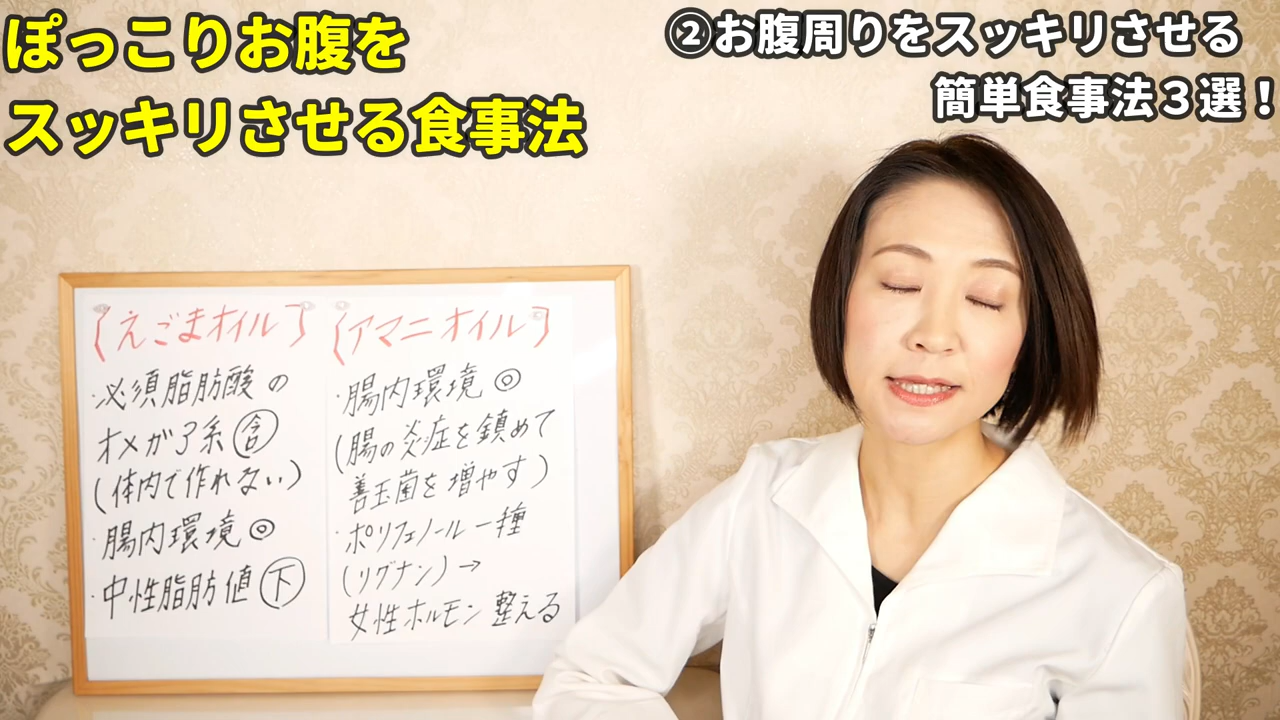 ぽっこりお腹を
スッキリさせる食事法
②お腹周りをスッキリさせる
簡単食事法3選！
〔えごまオイル〕
・必須脂肪酸の
オメガ3系㊥含
(体内で作れない)
・腸内環境◎
・中性脂肪値下
〔アマニオイル〕
・腸内環境◎
(腸の炎症を鎮めて
善玉菌を増やす)
・ポリフェノール一種
(リグナン)→
女性ホルモン整える